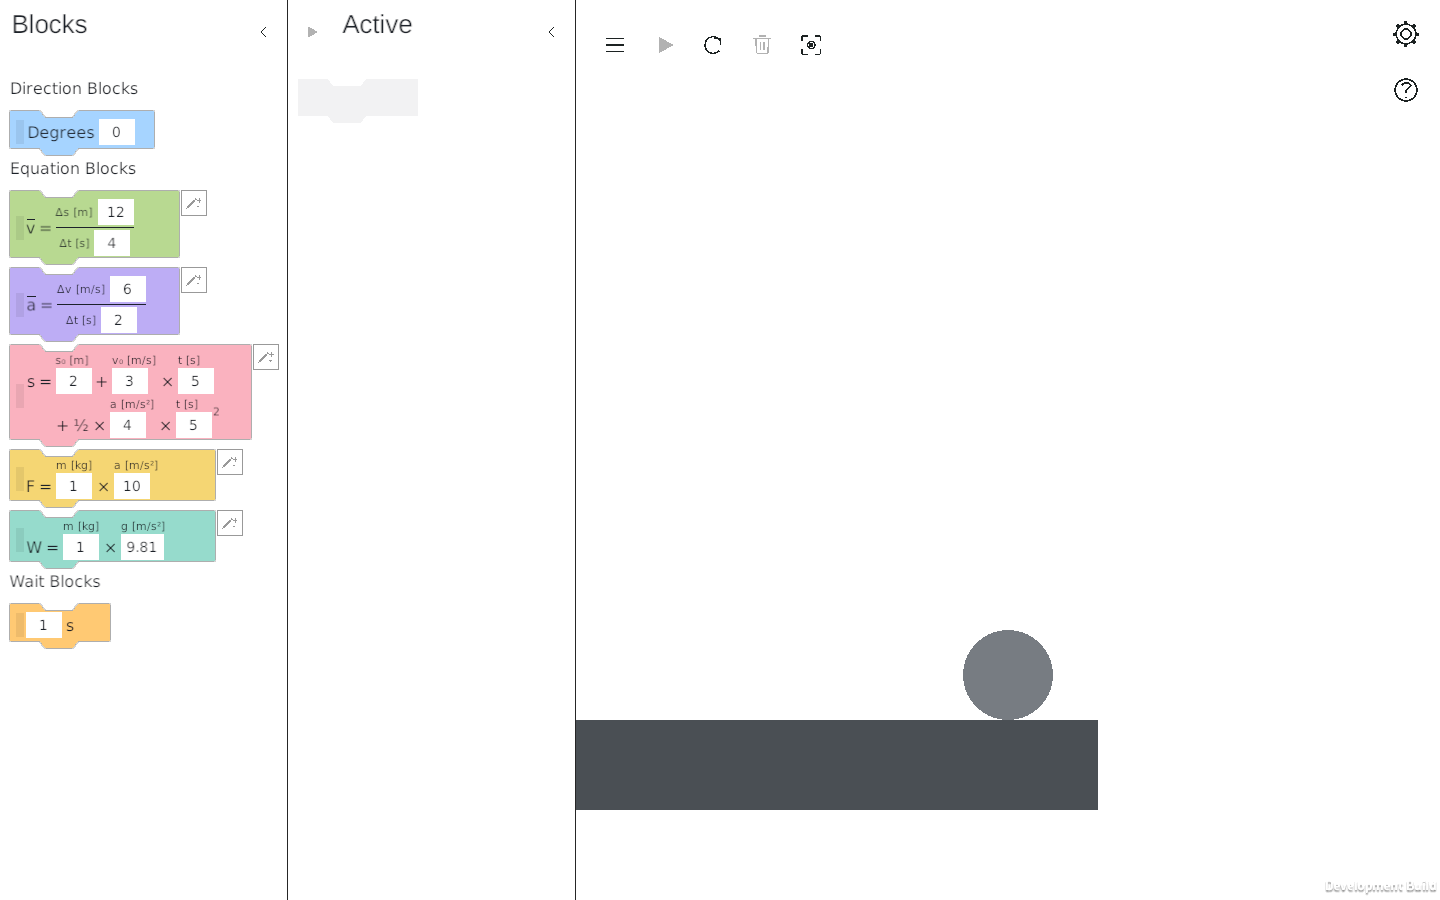 Blocks
Active
Direction Blocks
Degrees 0
Equation Blocks
v = Δs [m] 12
Δt [s] 4
a = Δv [m/s] 6
Δt [s] 2
s₀ [m] v₀ [m/s] t [s]
s = 2 + 3 × 5
a [m/s²] t [s]
+ ½ × 4 × 5 2
m [kg] a [m/s²]
F = 1 × 10
m [kg] g [m/s²]
W = 1 × 9.81
Wait Blocks
1 s
Development Build